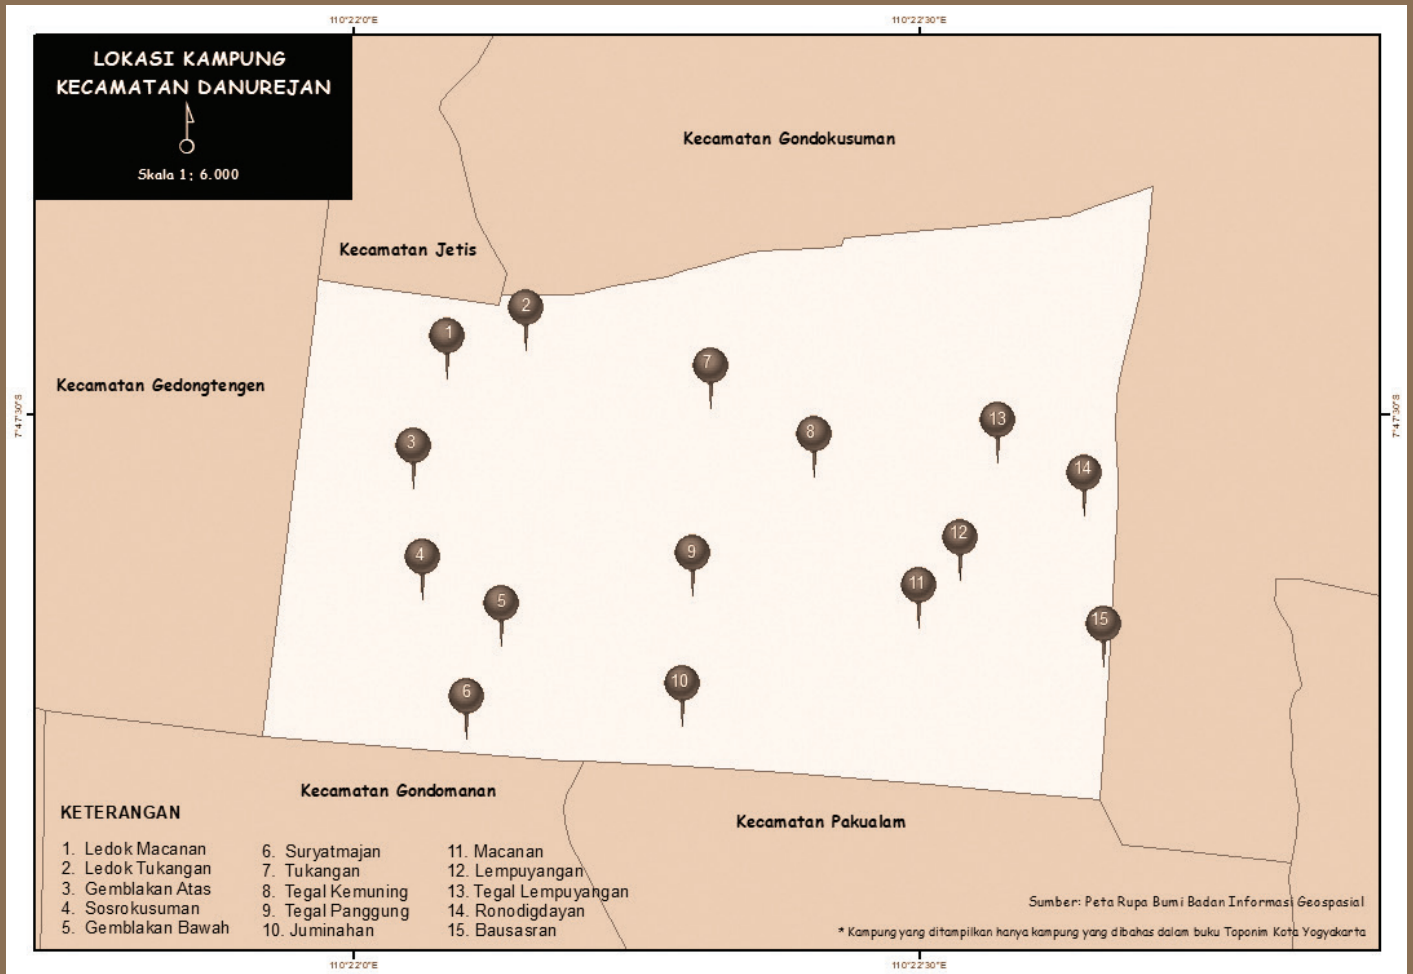 110°22'0"E
110°22'30"E
LOKASI KAMPUNG
KECAMATAN DANUREJAN
Skala 1 : 6.000
Kecamatan Gondokusuman
Kecamatan Jetis
2
1
7
Kecamatan Gedongtengen
7°47'30"S
7°47'30"S
13
8
3
14
12
9
4
11
5
15
10
6
Kecamatan Gondomanan
Kecamatan Pakualam
KETERANGAN
1. Ledok Macanan
2. Ledok Tukangan
3. Gemblakan Atas
4. Sosrokusuman
5. Gemblakan Bawah
6. Suryatmajan
7. Tukangan
8. Tegal Kemuning
9. Tegal Panggung
10. Juminahan
11. Macanan
12. Lempuyangan
13. Tegal Lempuyangan
14. Ronodigdayan
15. Bausasran
Sumber: Peta Rupa Bumi Badan Informasi Geospasial
* Kampung yang ditampilkan hanya kampung yang dibahas dalam buku Toponim Kota Yogyakarta
110°22'0"E
110°22'30"E